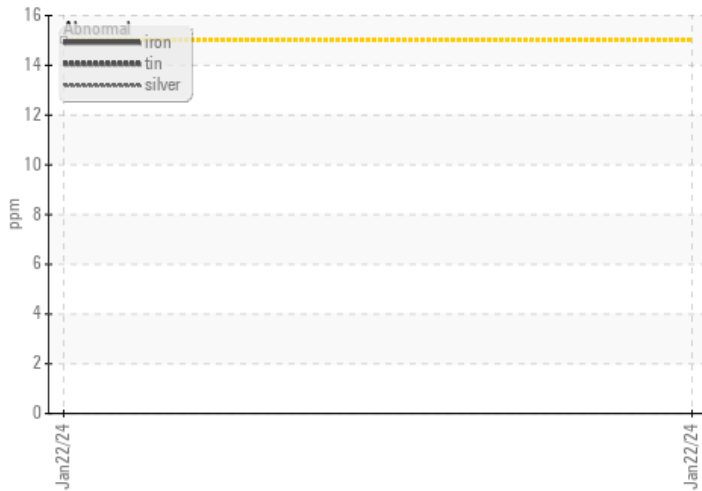 16
14
12
10
8
6
4
2
0
ppm
Abnormal
iron
tin
silver
Jan22/24
Jan22/24